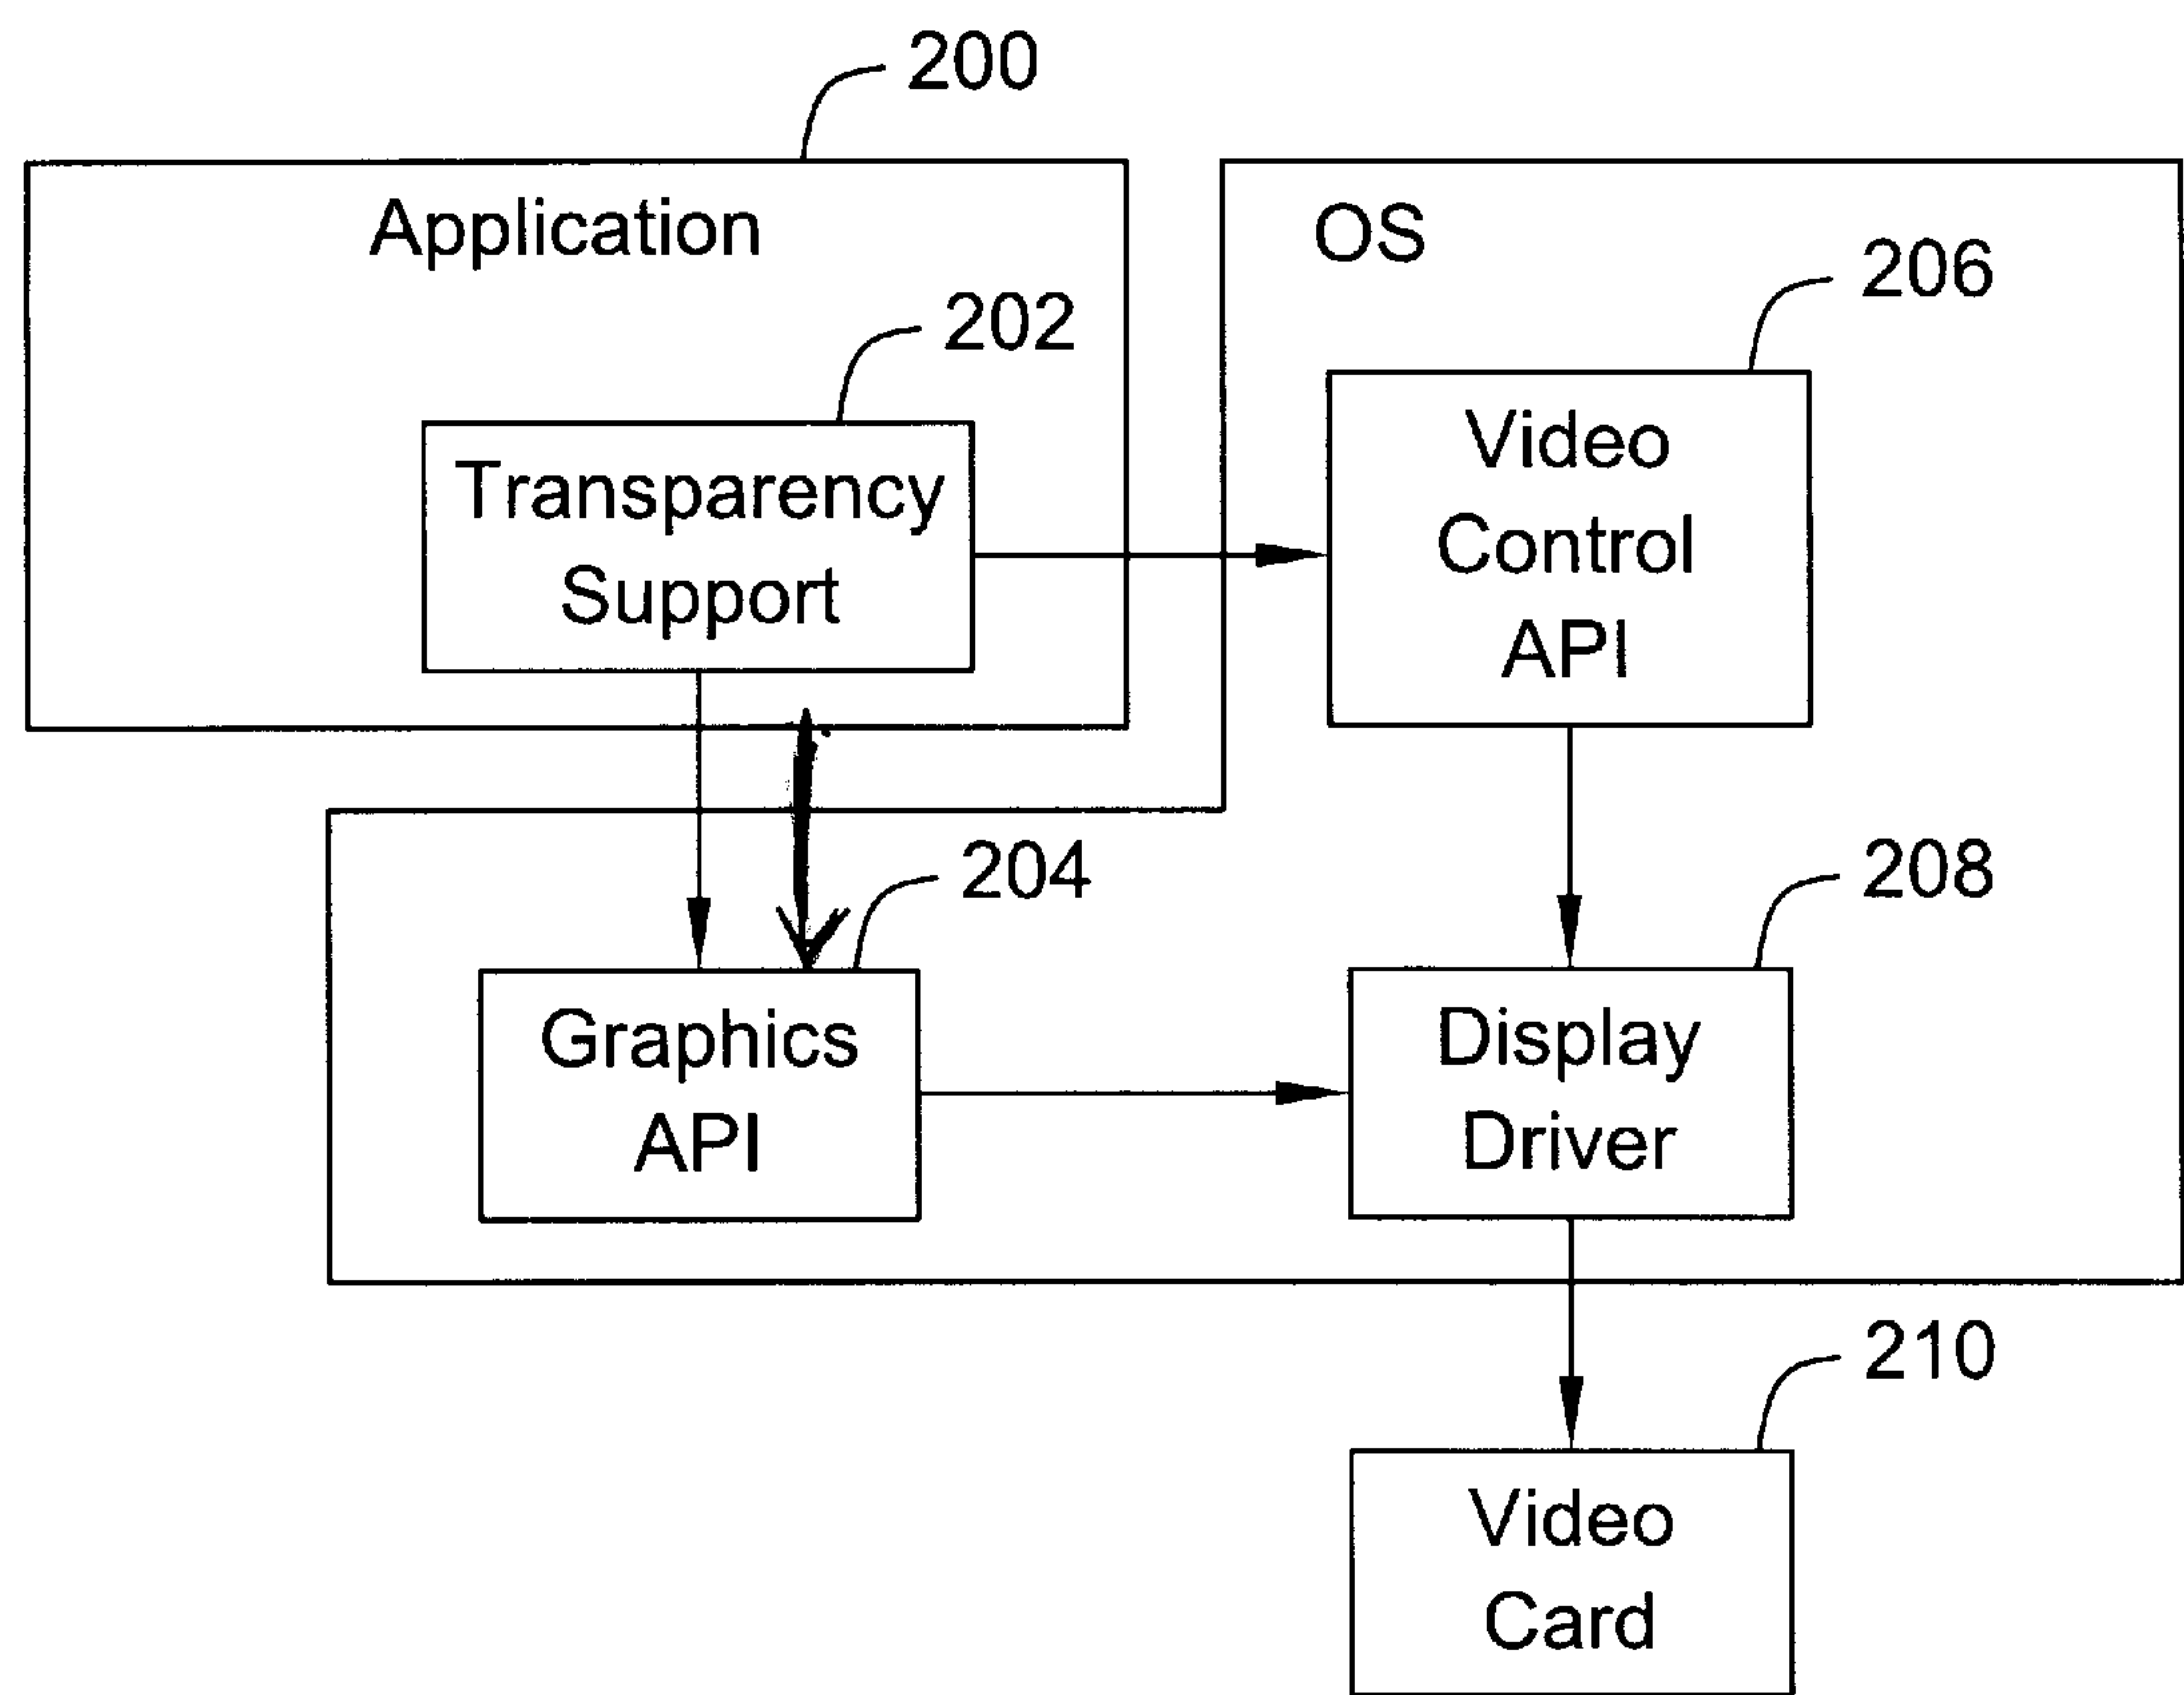 200
Application
OS
206
202
Video
Control
API
Transparency
Support
204
208
Graphics
API
Display
Driver
210
Video
Card